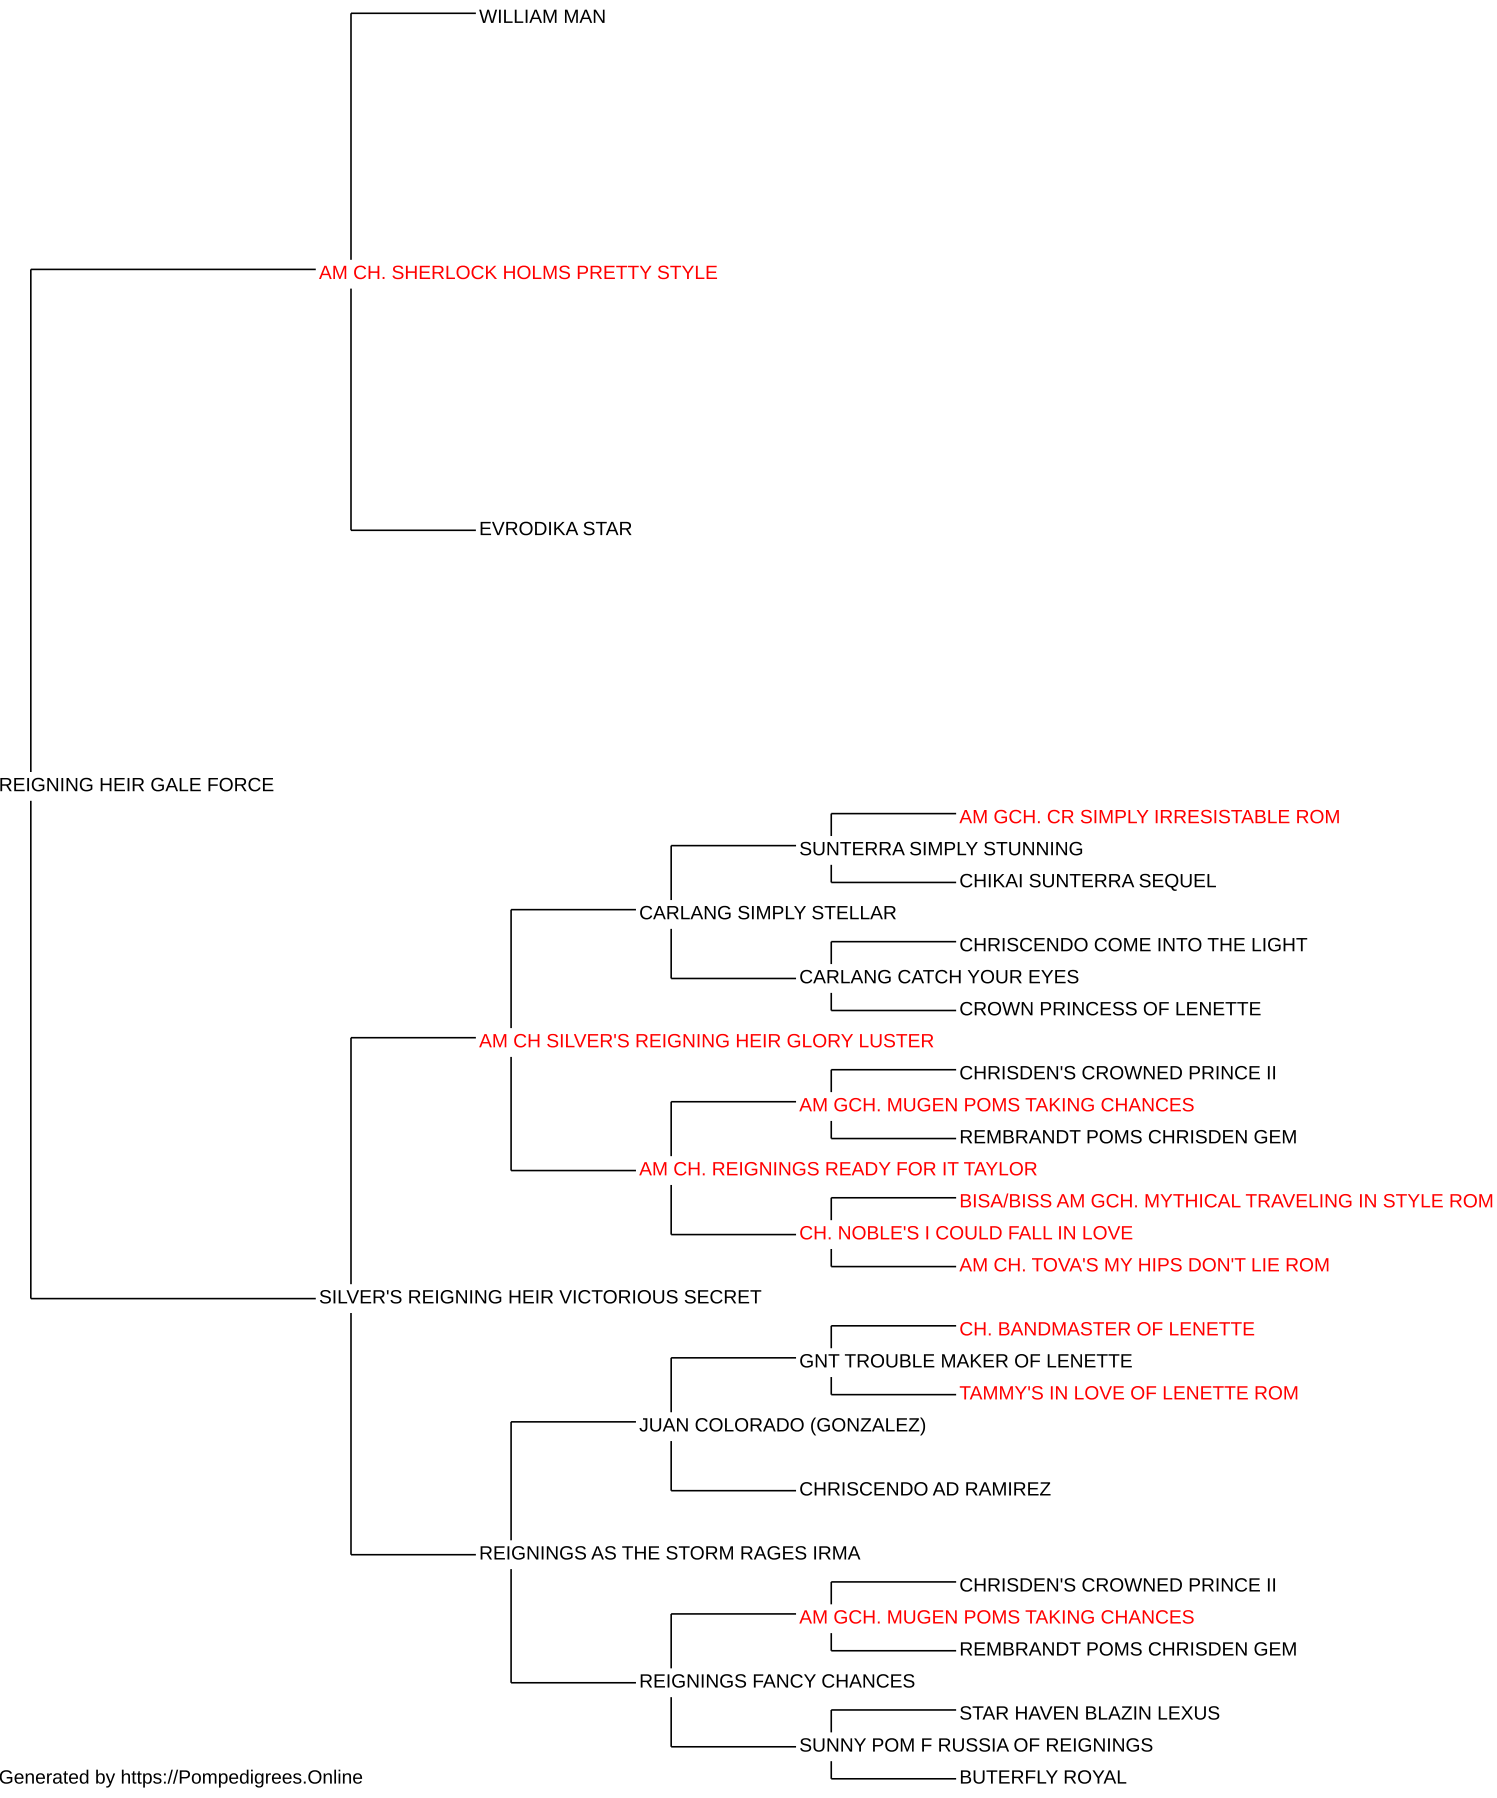 WILLIAM MAN
AM CH. SHERLOCK HOLMS PRETTY STYLE
EVRODIKA STAR
REIGNING HEIR GALE FORCE
AM GCH. CR SIMPLY IRRESISTABLE ROM
SUNTERRA SIMPLY STUNNING
CHIKAI SUNTERRA SEQUEL
CARLANG SIMPLY STELLAR
CHRISCENDO COME INTO THE LIGHT
CARLANG CATCH YOUR EYES
CROWN PRINCESS OF LENETTE
AM CH SILVER'S REIGNING HEIR GLORY LUSTER
CHRISDEN'S CROWNED PRINCE II
AM GCH. MUGEN POMS TAKING CHANCES
REMBRANDT POMS CHRISDEN GEM
AM CH. REIGNINGS READY FOR IT TAYLOR
BISA/BISS AM GCH. MYTHICAL TRAVELING IN STYLE ROM
CH. NOBLE'S I COULD FALL IN LOVE
AM CH. TOVA'S MY HIPS DON'T LIE ROM
SILVER'S REIGNING HEIR VICTORIOUS SECRET
CH. BANDMASTER OF LENETTE
GNT TROUBLE MAKER OF LENETTE
TAMMY'S IN LOVE OF LENETTE ROM
JUAN COLORADO (GONZALEZ)
CHRISCENDO AD RAMIREZ
REIGNINGS AS THE STORM RAGES IRMA
CHRISDEN'S CROWNED PRINCE II
AM GCH. MUGEN POMS TAKING CHANCES
REMBRANDT POMS CHRISDEN GEM
REIGNINGS FANCY CHANCES
STAR HAVEN BLAZIN LEXUS
SUNNY POM F RUSSIA OF REIGNINGS
BUTERFLY ROYAL
Generated by https://Pompedigrees.Online